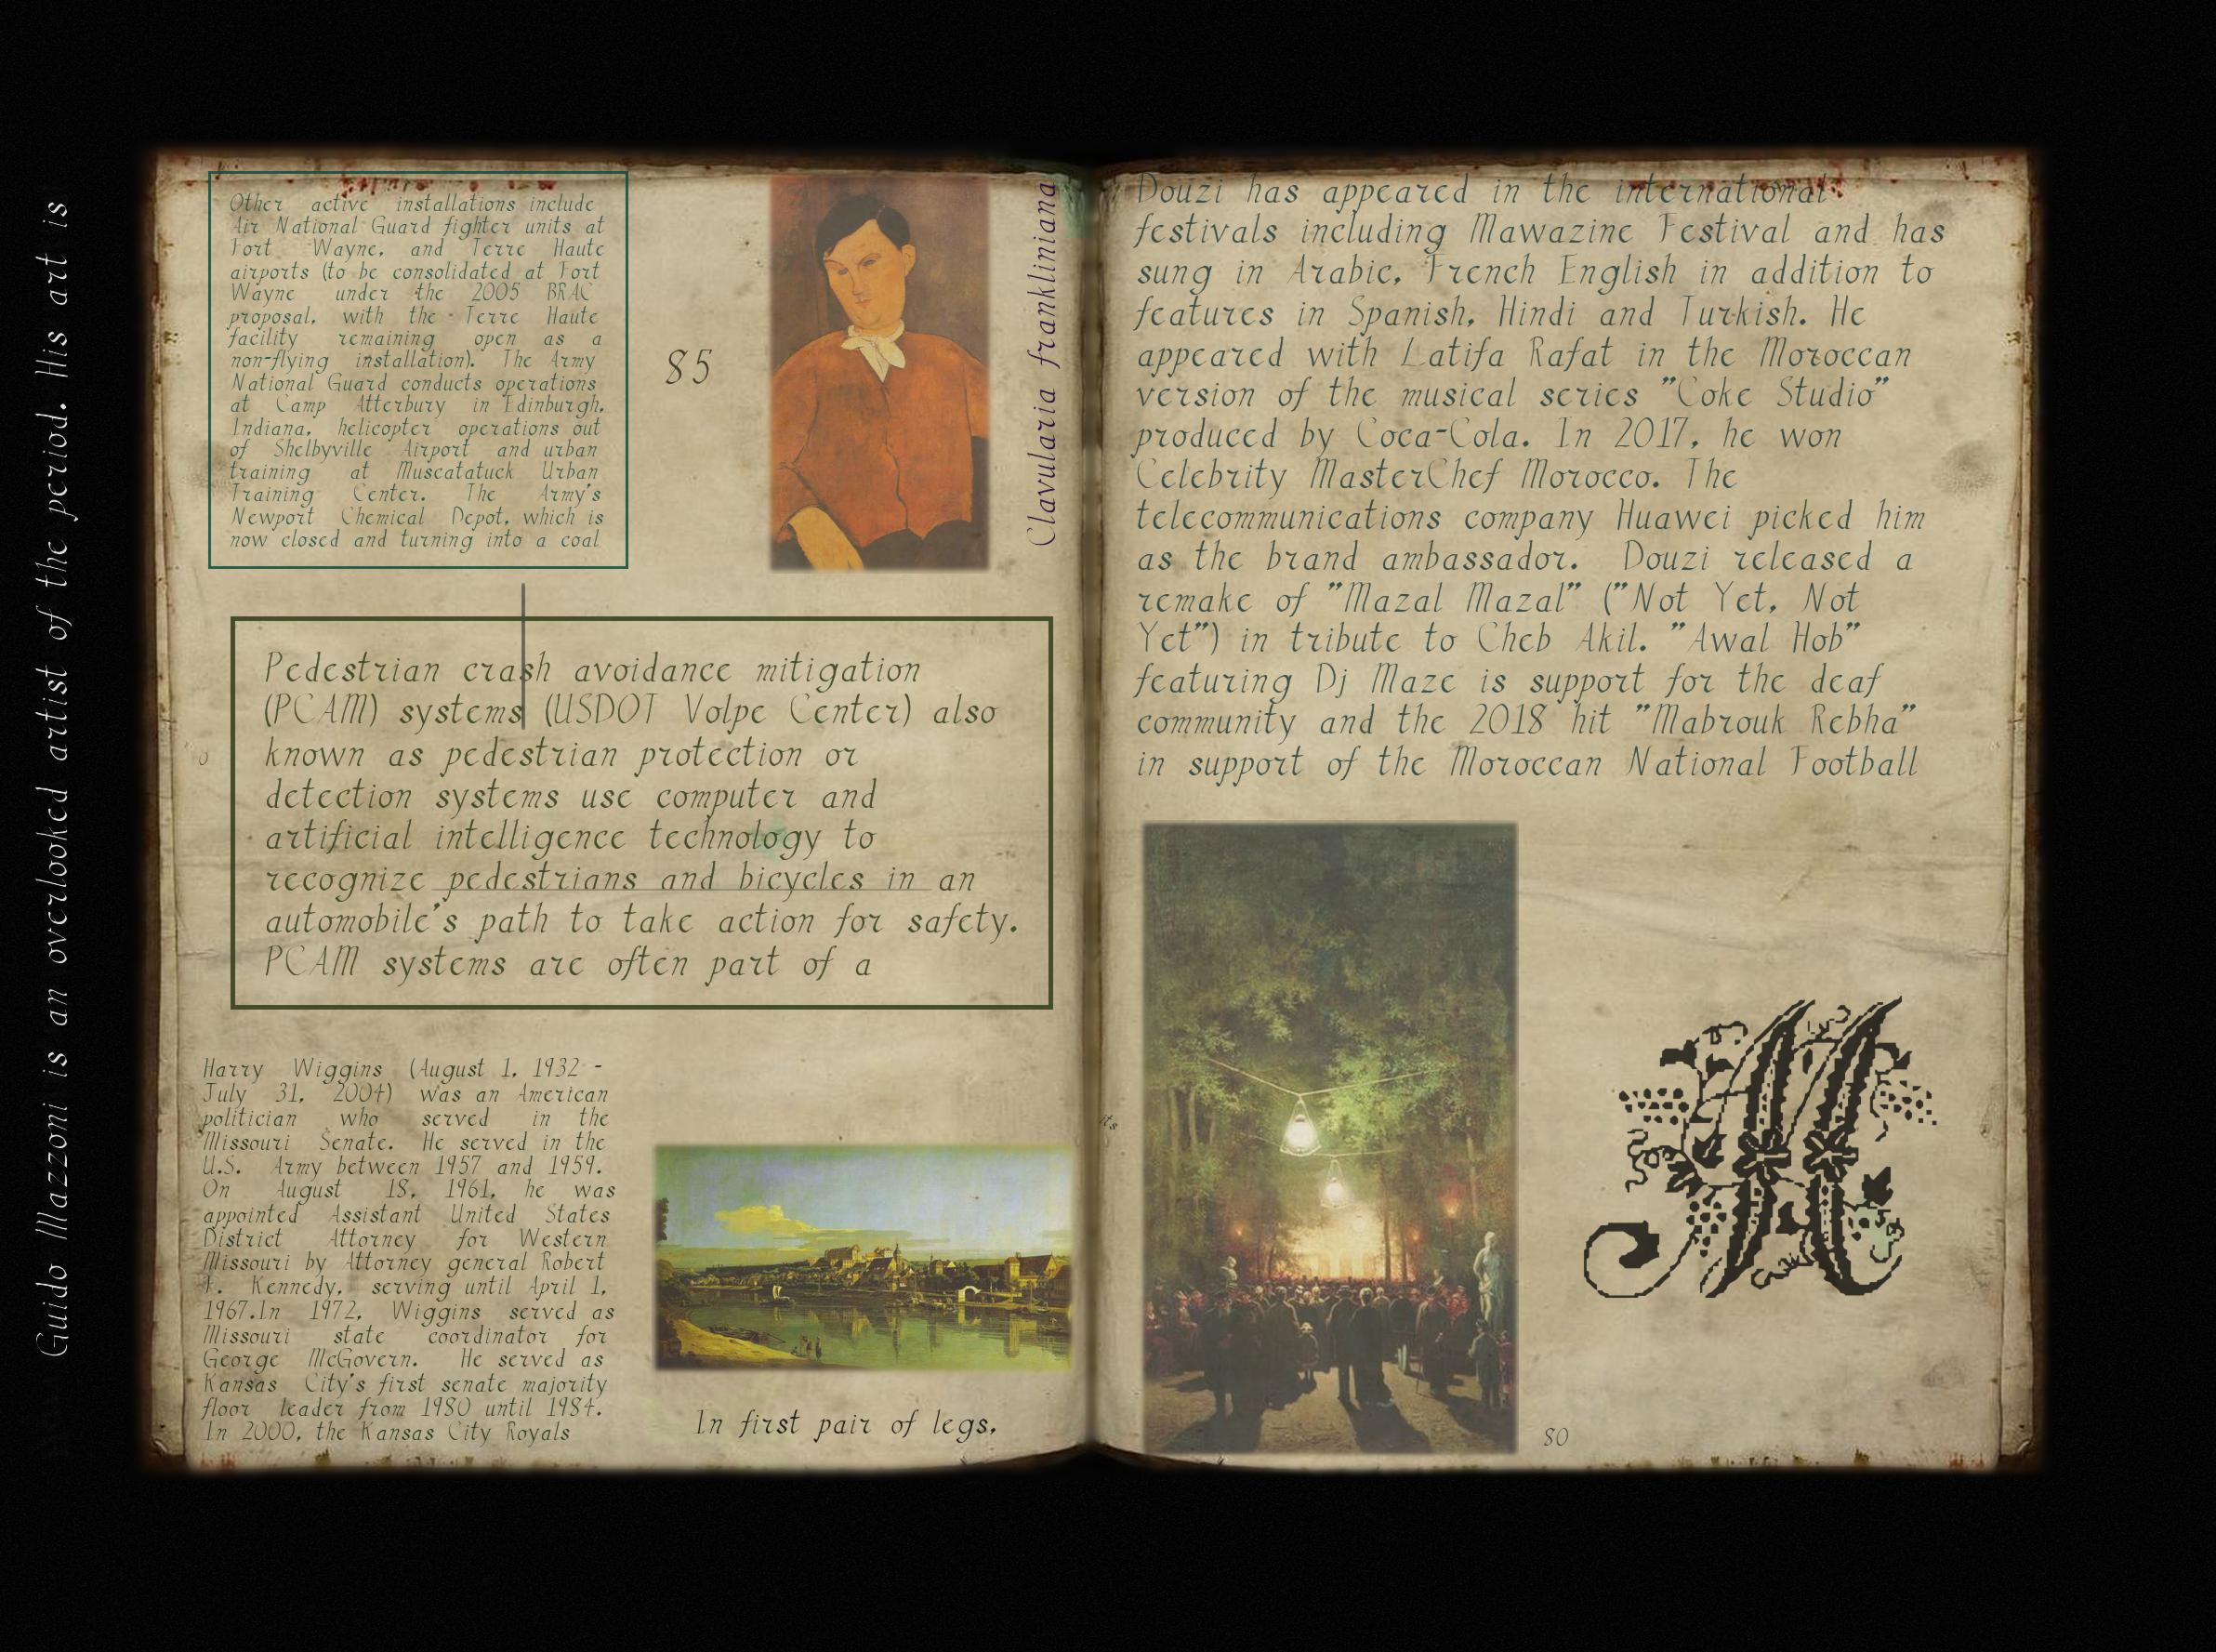 Guido Mazzoni is an overlooked artist of the period. His art is
Other active installations include
Air National Guard fighter units at
Fort Wayne, and Terre Haute
airports (to be consolidated at Fort
Wayne under the 2005 BRAC
proposal, with the Terre Haute
facility remaining open as a
non-flying installation). The Army
National Guard conducts operations
at Camp Atterbury in Edinburgh,
Indiana, helicopter operations out
of Shelbyville Airport and urban
training at Muscatatuck Urban
Training Center. The Army's
Newport Chemical Depot, which is
now closed and turning into a coal
85
Clavularia frankliniana
Pedestrian crash avoidance mitigation
(PCAM) systems (USDOT Volpe Center) also
known as pedestrian protection or
detection systems use computer and
artificial intelligence technology to
recognize pedestrians and bicycles in an
automobile's path to take action for safety.
PCAM systems are often part of a
Harry Wiggins (August 1, 1932 -
July 31, 2004) was an American
politician who served in the
Missouri Senate. He served in the
U.S. Army between 1957 and 1959.
On August 18, 1961, he was
appointed Assistant United States
District Attorney for Western
Missouri by Attorney general Robert
F. Kennedy, serving until April 1,
1967.In 1972, Wiggins served as
Missouri state coordinator for
George McGovern. He served as
Kansas City's first senate majority
floor leader from 1980 until 1984.
In 2000, the Kansas City Royals
In first pair of legs,
Douzi has appeared in the international
festivals including Mawazine Festival and has
sung in Arabic, French English in addition to
features in Spanish, Hindi and Turkish. He
appeared with Latifa Rafat in the Moroccan
version of the musical series "Coke Studio"
produced by Coca-Cola. In 2017, he won
Celebrity MasterChef Morocco. The
telecommunications company Huawei picked him
as the brand ambassador. Douzi released a
remake of "Mazal Mazal" ("Not Yet, Not
Yet") in tribute to Cheb Akil. "Awal Hob"
featuring Dj Maze is support for the deaf
community and the 2018 hit "Mabrouk Rebha"
in support of the Moroccan National Football
80